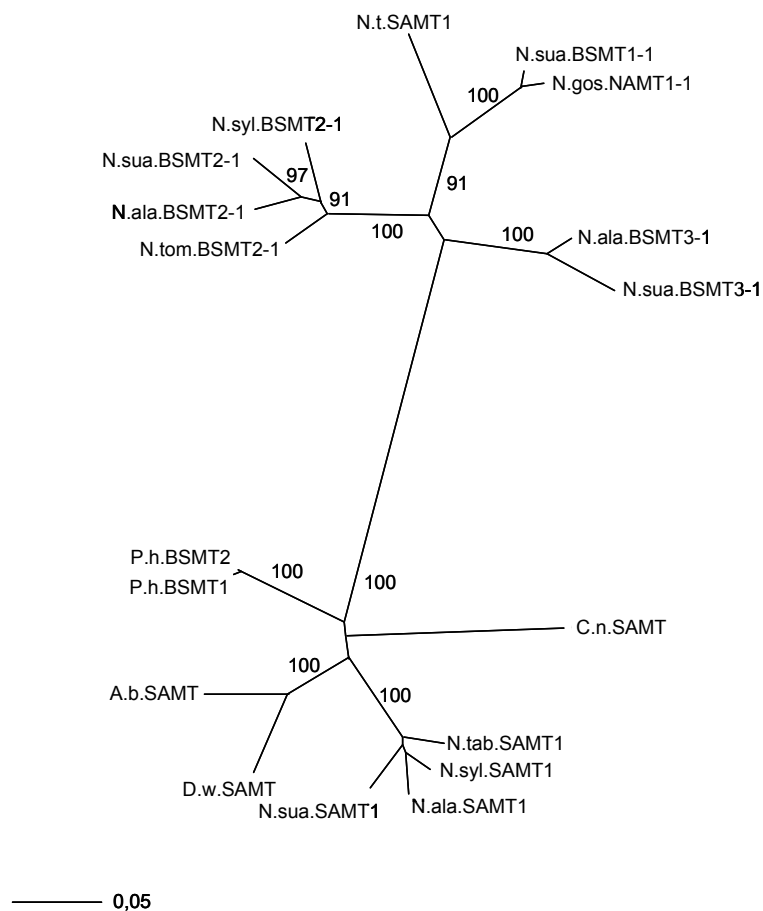 N.t.SAMT1
N.sua.BSMT1-1
N.gos.NAMT1-1
100
N.syl.BSMT2-1
N.sua.BSMT2-1
97
91
91
N.ala.BSMT2-1
N.tom.BSMT2-1
100
100
N.ala.BSMT3-1
N.sua.BSMT3-1
P.h.BSMT2
100
100
P.h.BSMT1
C.n.SAMT
100
A.b.SAMT
100
N.tab.SAMT1
N.syl.SAMT1
D.w.SAMT
N.sua.SAMT1
N.ala.SAMT1
0,05